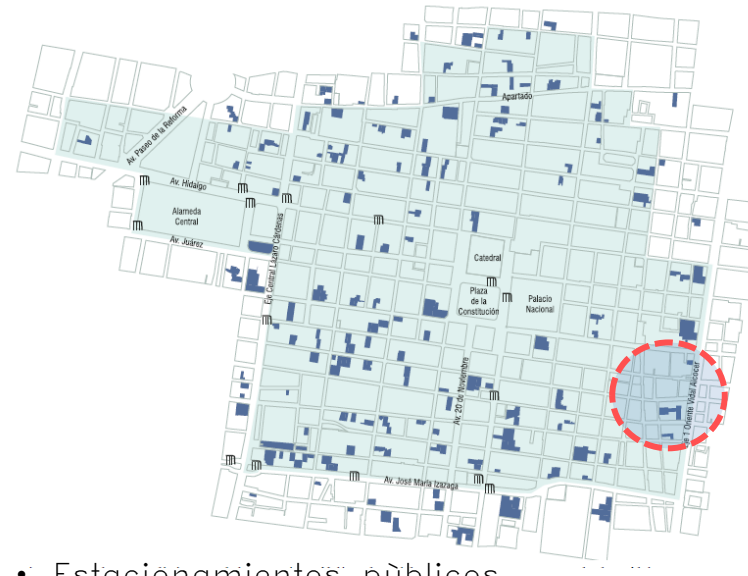 Apartado
Av. Paseo de la Reforma
Av. Hidalgo
Alameda
Central
Av. Juárez
Eje Central Lázaro Cárdenas
Catedral
Plaza
de la
Constitución
Palacio
Nacional
Av. 20 de Noviembre
1 Oriente Vidal Alcocer
Av. José María Izazaga
• Estacionamientos públicos